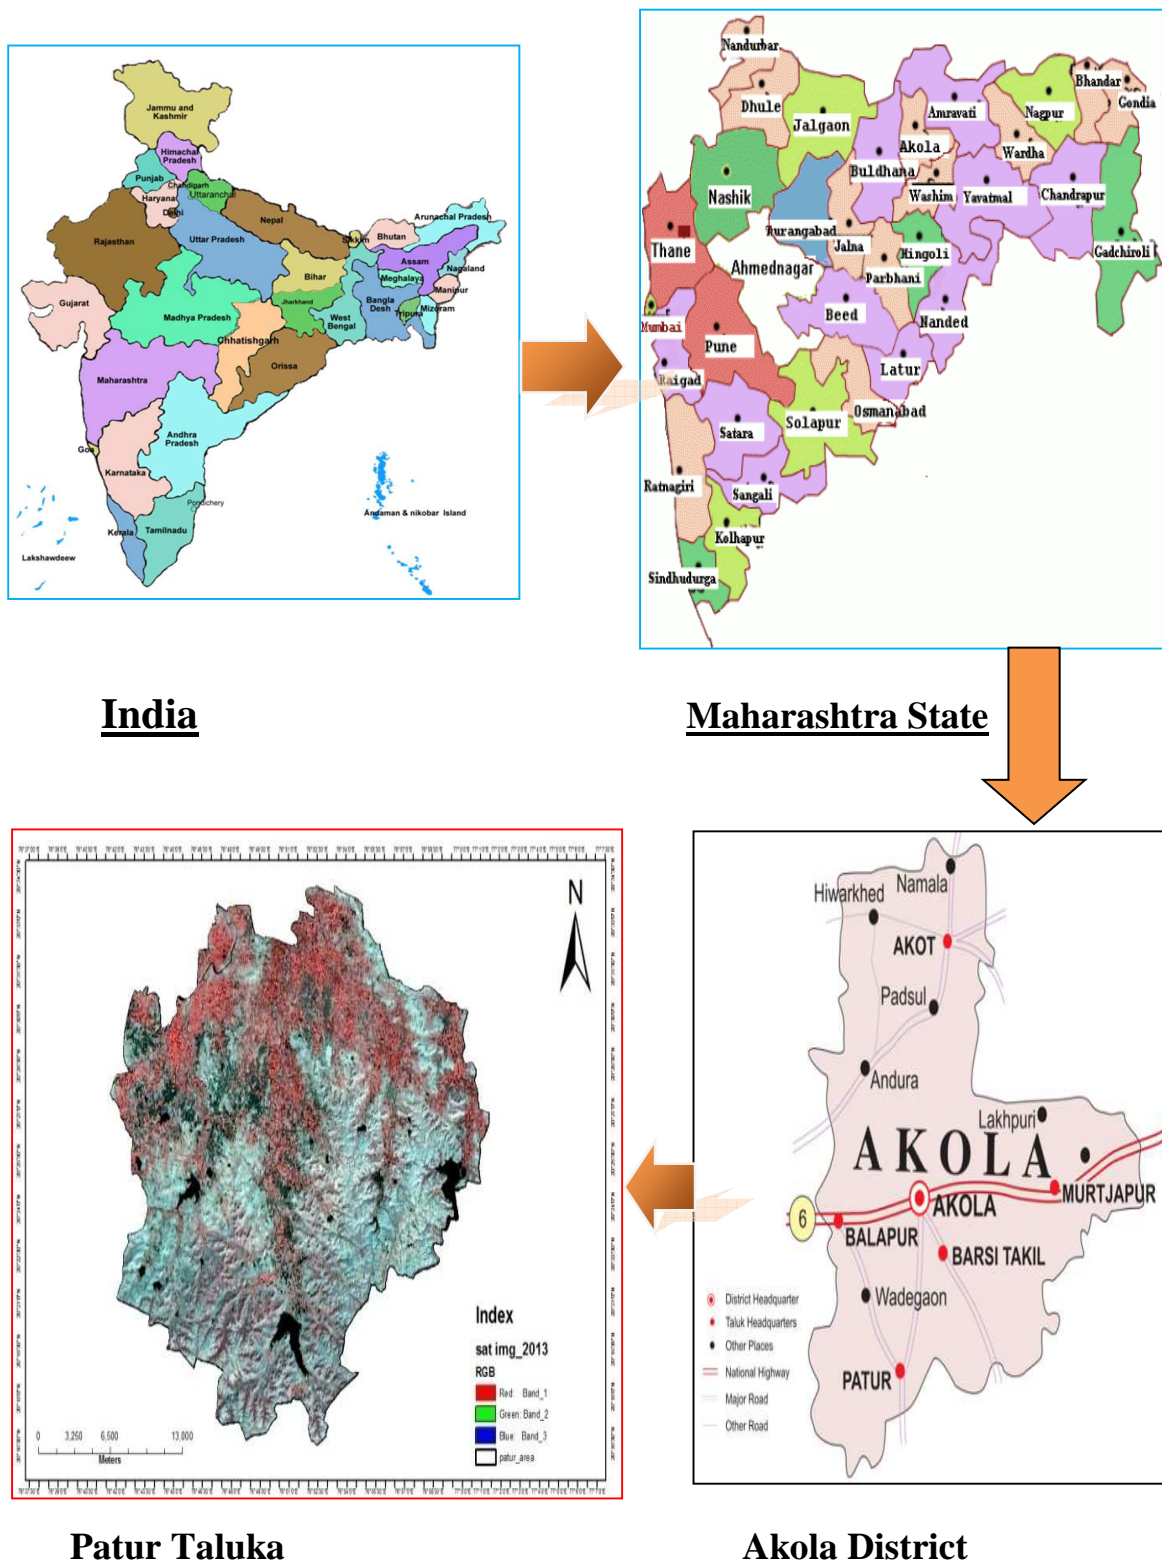 Jammu and
Kashmir
Himachal
Pradesh
Punjab
Chandigarh
Uttaranchal
Haryana
Delhi
Rajasthan
Uttar Pradesh
Nepal
Sikkim
Bhutan
Arunachal Pradesh
Assam
Nagaland
Meghalaya
Manipur
Bihar
Jharkhand
West
Bengal
Bangla
Desh
Tripura
Mizoram
Gujarat
Madhya Pradesh
Chhatishgarh
Orissa
Maharashtra
Andhra
Pradesh
Goa
Karnataka
Pondichery
Kerala
Tamilnadu
Lakshawdeew
Andaman & nikobar Island
India
Nandurbar
Dhule
Jalgaon
Amravati
Nagpur
Bhandar
Gondia
Akola
Wardha
Buldhana
Washim
Yavatmal
Chandrapur
Nashik
Gadchiroli
Thane
Aurangabad
Jalna
Hingoli
Ahmednagar
Parbhani
Beed
Nanded
Mumbai
Pune
Latur
Raigad
Osmanabad
Satara
Solapur
Ratnagiri
Sangali
Kolhapur
Sindhudurga
Maharashtra State
N
Index
sat img_2013
RGB
Red: Band_1
Green: Band_2
Blue: Band_3
patur_area
0 3,250 6,500 13,000
Meters
Patur Taluka
Namala
Hiwarkhed
AKOT
Padsul
Andura
Lakhpuri
AKOLA
MURTJAPUR
6
AKOLA
BALAPUR
BARSI TAKIL
Wadegaon
PATUR
District Headquarter
Taluk Headquarters
Other Places
National Highway
Major Road
Other Road
Akola District